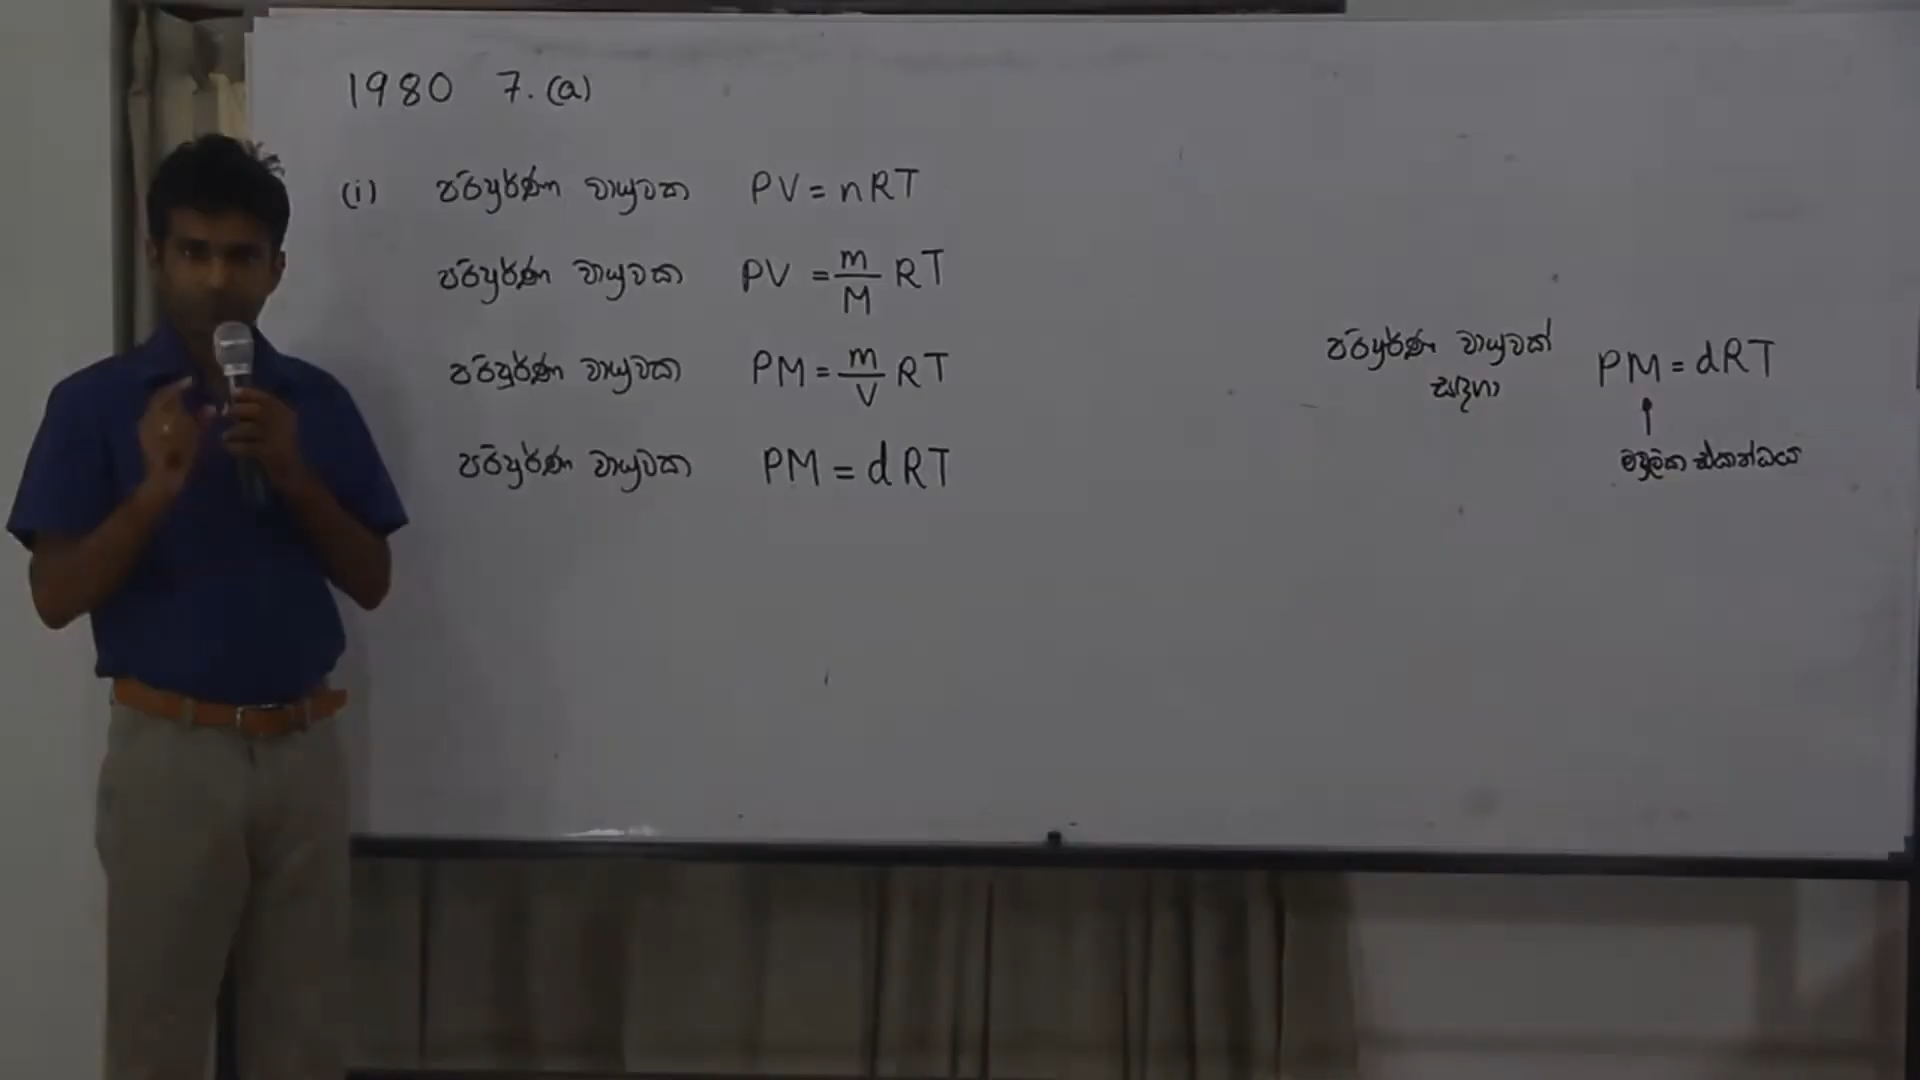 1980 7. (a)
(i) පරිපූර්ණ වායුවක PV = nRT
පරිපූර්ණ වායුවක PV = m/M RT
පරිපූර්ණ වායුවක PM = m/V RT
පරිපූර්ණ වායුවක PM = dRT
පරිපූර්ණ වායුවක් PM = dRT
සඳහා
↑
මවුලික ස්කන්ධය